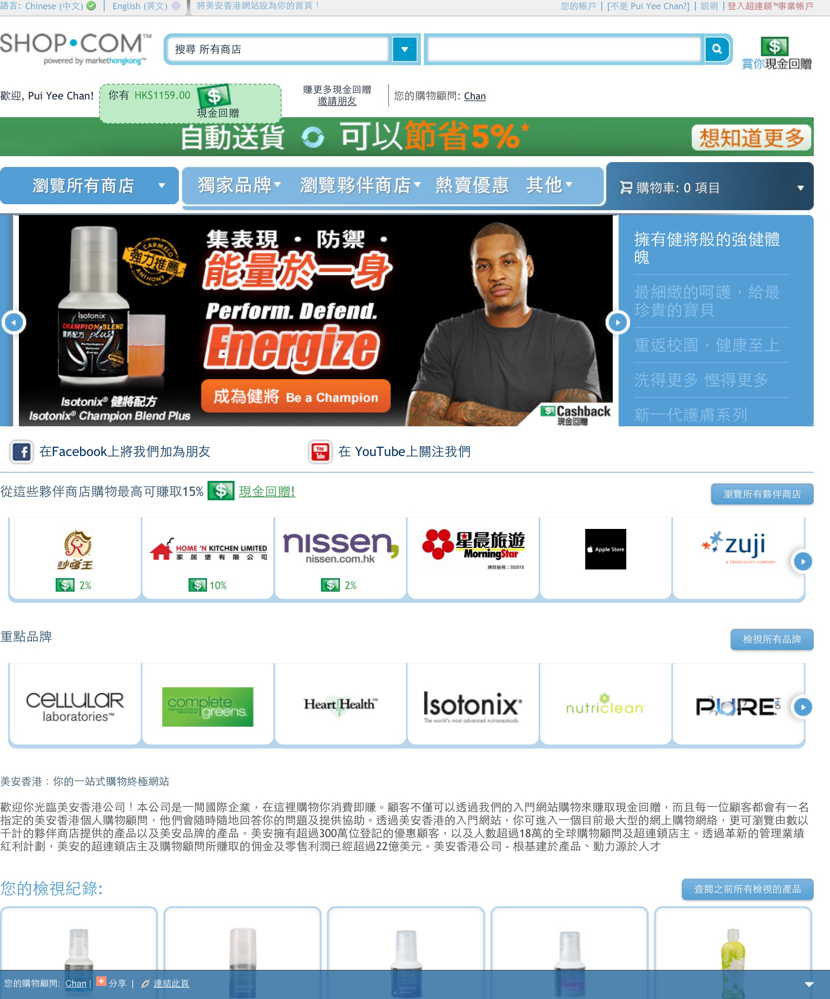 語言: Chinese (中文) | English (英文) 將美安香港網站設為你的首頁！ 您的帳戶 | [不是 Pui Yee Chan?] | 説明 | 登入超連鎖™事業帳戶
SHOP•COM™
powered by markethongkong™
搜尋 所有商店
賞你現金回贈
歡迎, Pui Yee Chan!
你有 HK$1159.00
現金回贈
賺更多現金回贈
邀請朋友
您的購物顧問: Chan
自動送貨 可以節省5%*
想知道更多
瀏覽所有商店
獨家品牌 瀏覽夥伴商店 熱賣優惠 其他
購物車: 0 項目
集表現 · 防禦 ·
能量於一身
Perform. Defend.
Energize
成為健將 Be a Champion
CARMELO
強力推薦
ANTHONY
Isotonix
CHAMPION BLEND
健將配方 plus
Performance
Defense
Energy
Isotonix® 健將配方
Isotonix® Champion Blend Plus
Cashback
現金回贈
擁有健將般的強健體
魄
最細緻的呵護，給最
珍貴的寶貝
重返校園，健康至上
洗得更多 慳得更多
新一代護膚系列
在Facebook上將我們加為朋友
You
Tube
在 YouTube上關注我們
從這些夥伴商店購物最高可賺取15% 現金回贈!
瀏覽所有夥伴商店
沙嗲王
2%
HOME 'N KITCHEN LIMITED
家居堡有限公司
10%
nissen,
nissen.com.hk
2%
星晨旅遊
MorningStar
牌照號碼：350018
Apple Store
zuji
A TRAVELOCITY COMPANY
重點品牌
檢視所有品牌
cellular
laboratories™
complete
greens.
Heart Health™
Isotonix®
The world's most advanced nutraceuticals
nutriclean
PURE.
H2O
美安香港：你的一站式購物終極網站
歡迎你光臨美安香港公司！本公司是一間國際企業，在這裡購物你消費即賺。顧客不僅可以透過我們的入門網站購物來賺取現金回贈，而且每一位顧客都會有一名
指定的美安香港個人購物顧問，他們會隨時隨地回答你的問題及提供協助。透過美安香港的入門網站，你可進入一個目前最大型的網上購物網絡，更可瀏覽由數以
千計的夥伴商店提供的產品以及美安品牌的產品。美安擁有超過300萬位登記的優惠顧客，以及人數超過18萬的全球購物顧問及超連鎖店主。透過革新的管理業績
紅利計劃，美安的超連鎖店主及購物顧問所賺取的佣金及零售利潤已經超過22億美元。美安香港公司 - 根基建於產品、動力源於人才
您的檢視紀錄:
查閱之前所有檢視的產品
您的購物顧問: Chan | 分享 | 連結此頁